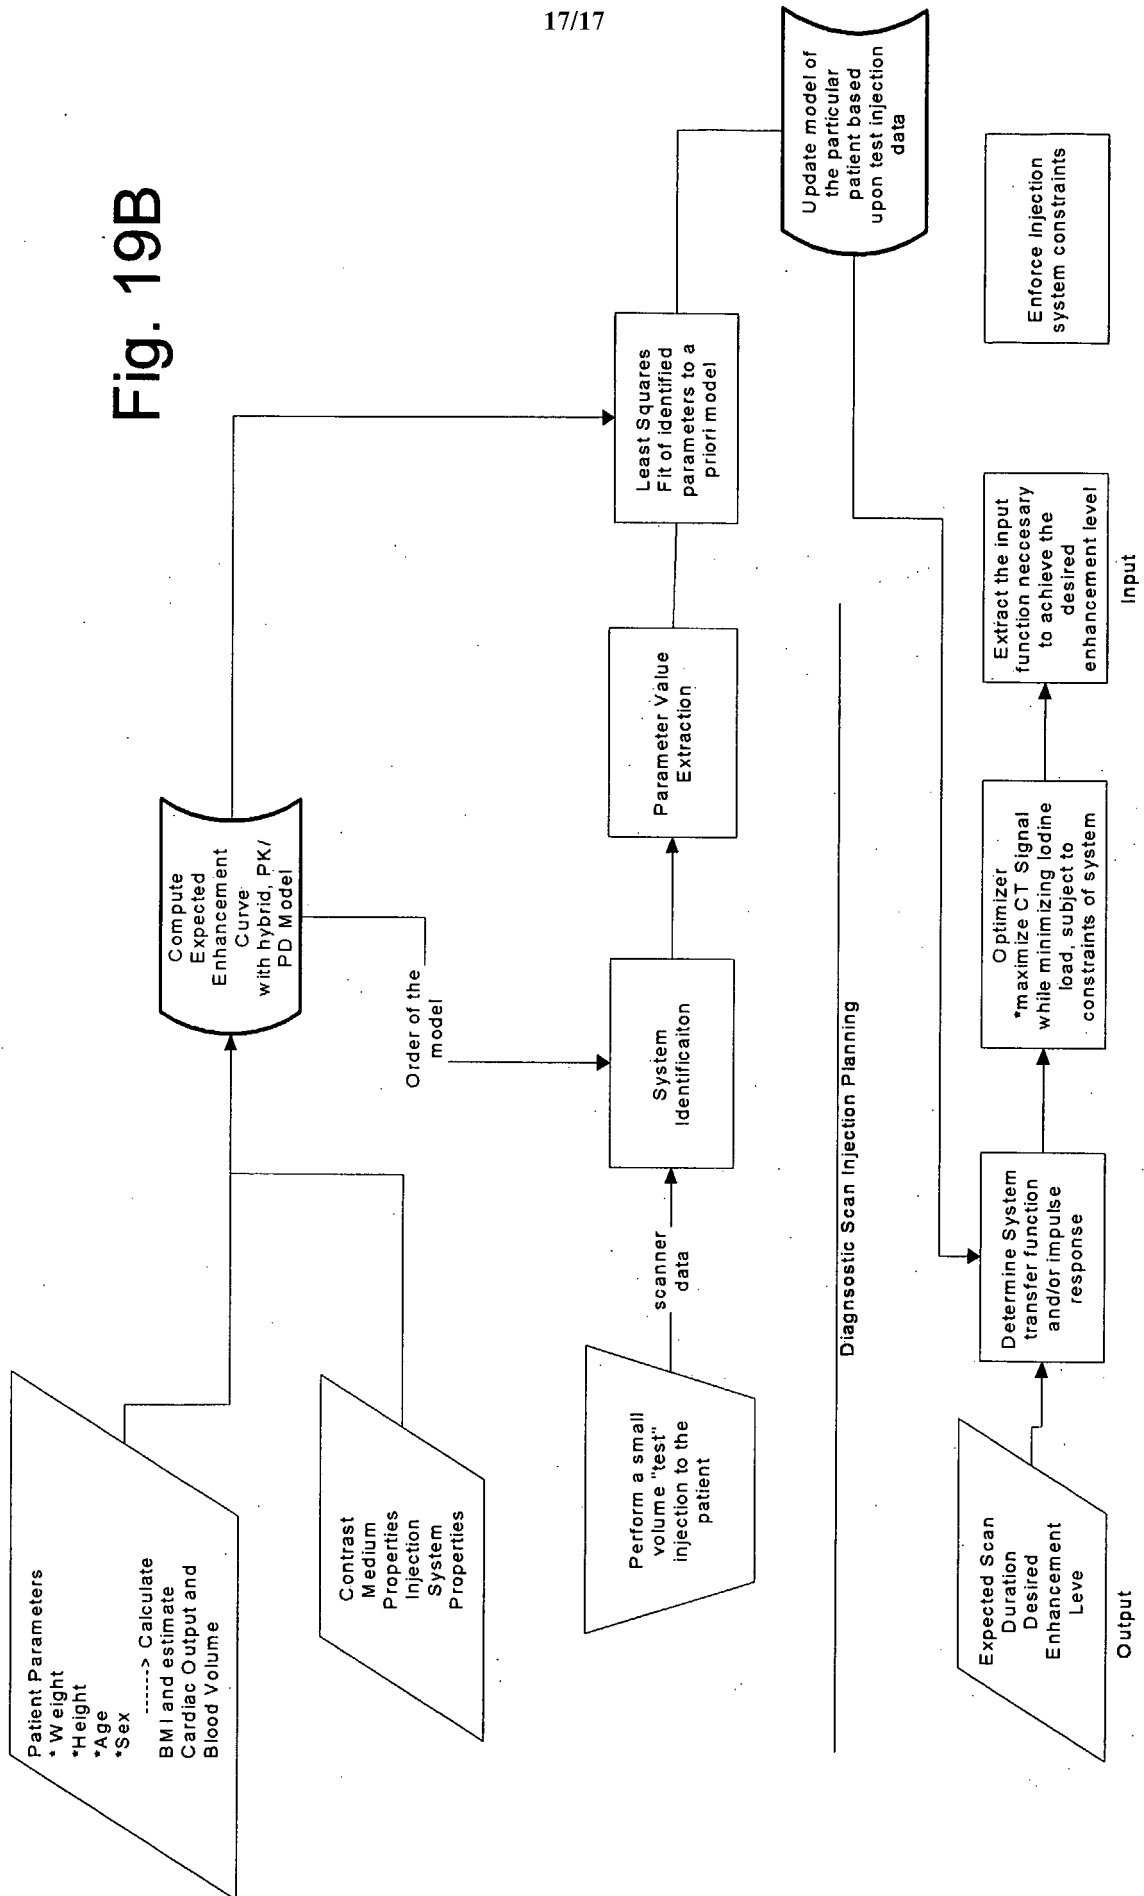 17/17
Fig. 19B
Patient Parameters
* Weight
*Height
*Age
*Sex
------> Calculate
BMI and estimate
Cardiac Output and
Blood Volume
Contrast
Medium
Properties
Injection
System
Properties
Compute
Expected
Enhancement
Curve
with hybrid, PK/
PD Model
Order of the
model
Perform a small
volume "test"
injection to the
patient
scanner
data
System
Identificaiton
Parameter Value
Extraction
Least Squares
Fit of identified
parameters to a
priori model
Update model of
the particular
patient based
upon test injection
data
Diagnsostic Scan Injection Planning
Expected Scan
Duration
Desired
Enhancement
Leve
Output
Determine System
transfer function
and/or impulse
response
Optimizer
*maximize CT Signal
while minimizing Iodine
load, subject to
constraints of system
Extract the input
function neccesary
to achieve the
desired
enhancement level
Input
Enforce Injection
system constraints